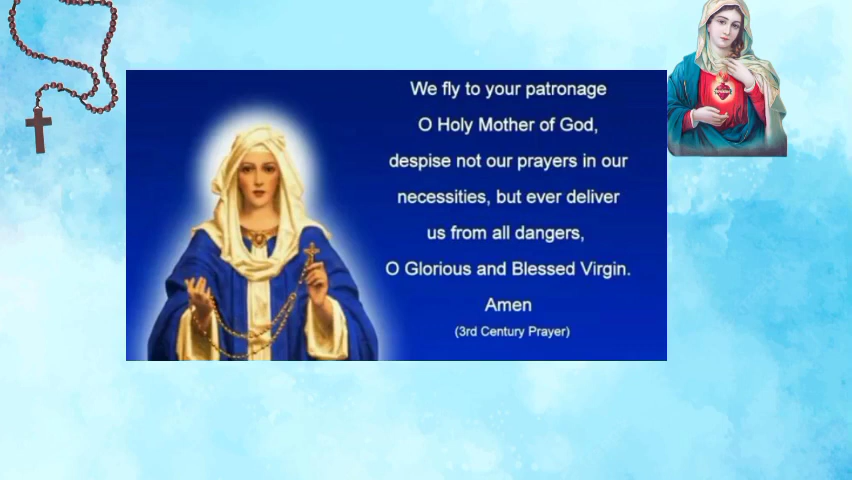 We fly to your patronage
O Holy Mother of God,
despise not our prayers in our
necessities, but ever deliver
us from all dangers,
O Glorious and Blessed Virgin.
Amen
(3rd Century Prayer)